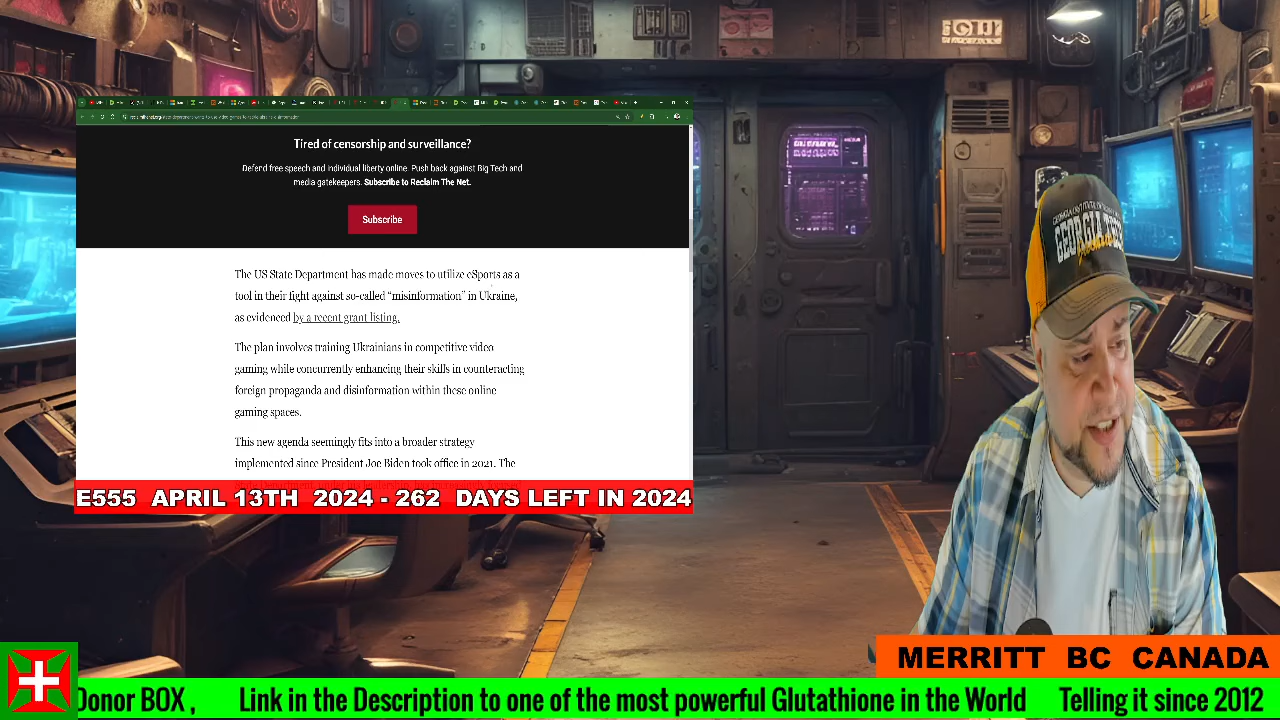 Tired of censorship and surveillance?
Defend free speech and individual liberty online. Push back against Big Tech and
media gatekeepers. Subscribe to Reclaim The Net.
Subscribe
The US State Department has made moves to utilize eSports as a
tool in their fight against so-called “misinformation” in Ukraine,
as evidenced by a recent grant listing.
The plan involves training Ukrainians in competitive video
gaming while concurrently enhancing their skills in counteracting
foreign propaganda and disinformation within these online
gaming spaces.
This new agenda seemingly fits into a broader strategy
implemented since President Joe Biden took office in 2021. The
E555 APRIL 13TH 2024 - 262 DAYS LEFT IN 2024
GEORGIA TECH
MERRITT BC CANADA
Donor BOX , Link in the Description to one of the most powerful Glutathione in the World Telling it since 2012